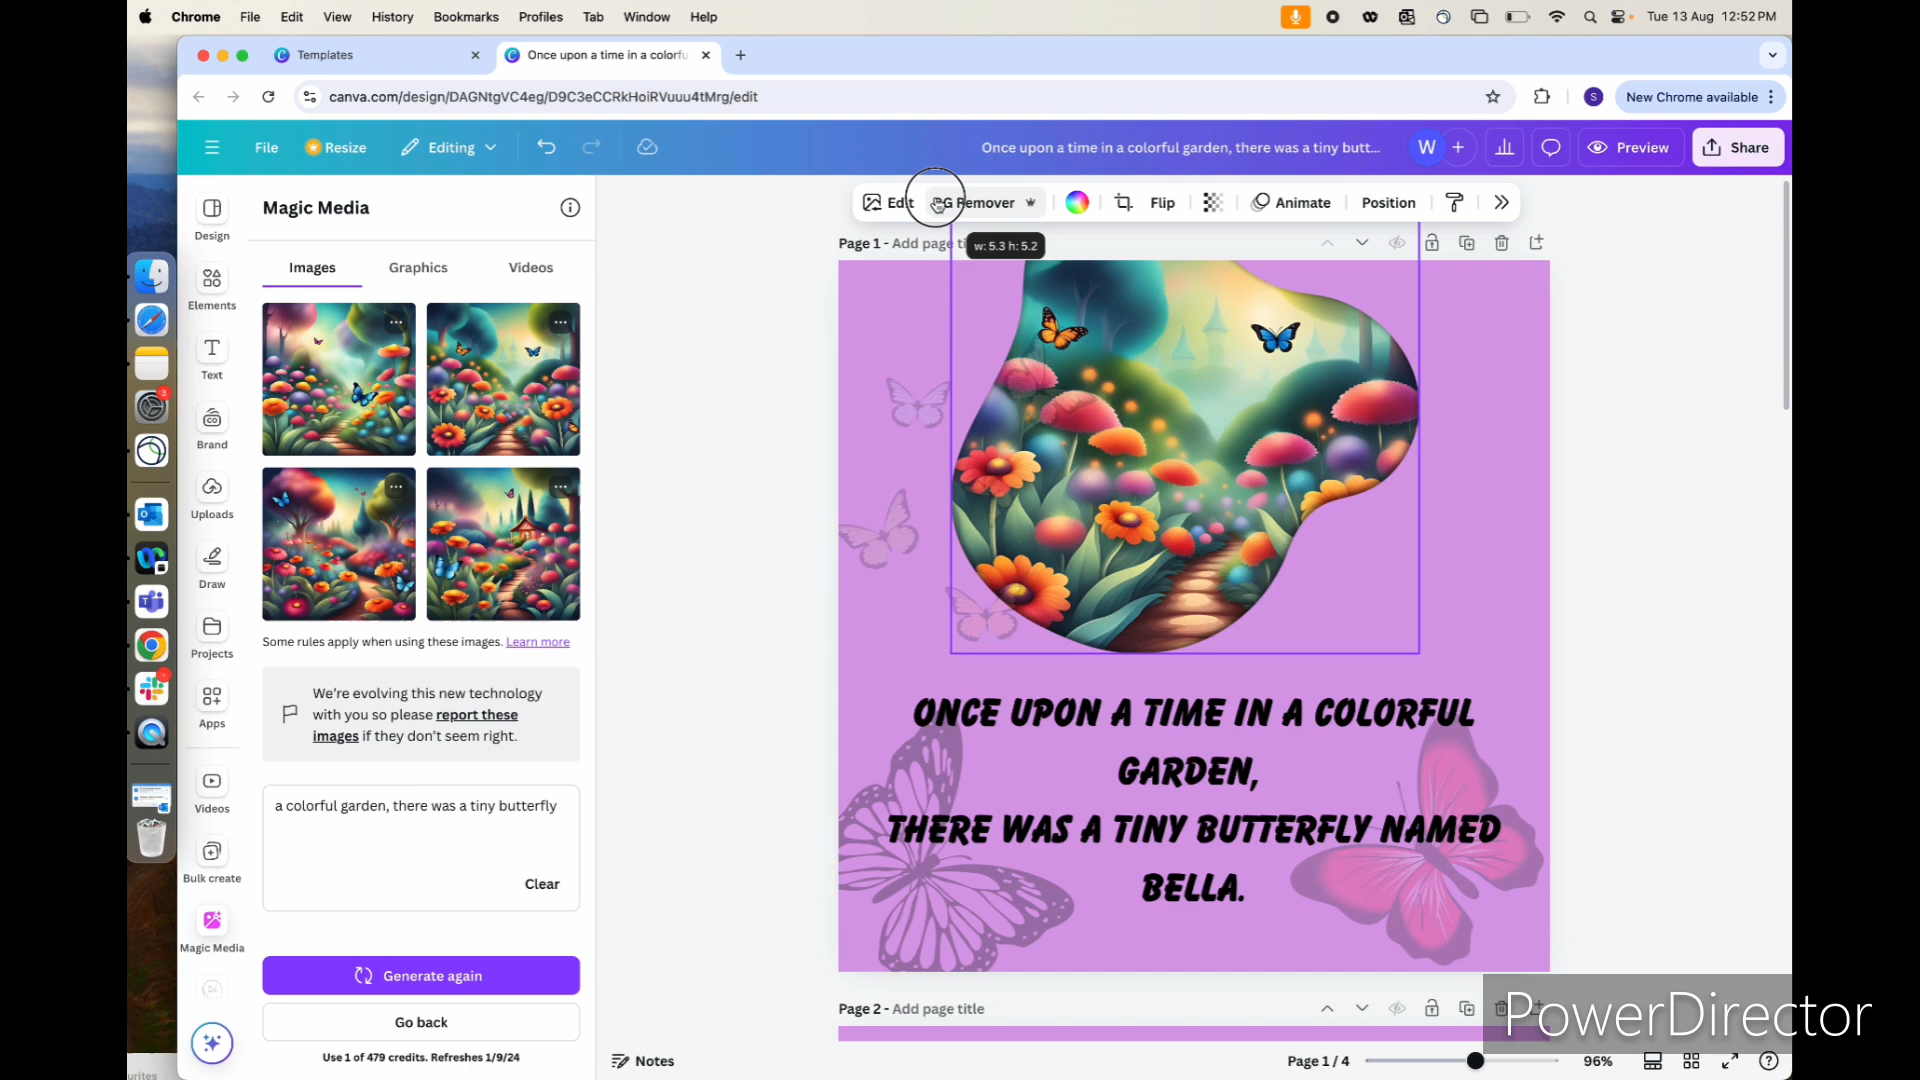 Chrome File Edit View History Bookmarks Profiles Tab Window Help
Tue 13 Aug 12:52 PM
Templates
Once upon a time in a colorfu
canva.com/design/DAGNtgVC4eg/D9C3eCCRkHoiRVuuu4tMrg/edit
S
New Chrome available
File
Resize
Editing
Once upon a time in a colorful garden, there was a tiny butt...
W
Preview
Share
Design
Elements
Text
Brand
Uploads
Draw
Projects
Apps
Videos
Bulk create
Magic Media
Magic Media
Images
Graphics
Videos
Some rules apply when using these images. Learn more
We're evolving this new technology
with you so please report these
images if they don't seem right.
a colorful garden, there was a tiny butterfly
Clear
Generate again
Go back
Use 1 of 479 credits. Refreshes 1/9/24
Edit
BG Remover
Flip
Animate
Position
Page 1 - Add page ti
w: 5.3 h: 5.2
ONCE UPON A TIME IN A COLORFUL
GARDEN,
THERE WAS A TINY BUTTERFLY NAMED
BELLA.
Page 2 - Add page title
Notes
Page 1 / 4
96%
PowerDirector
3